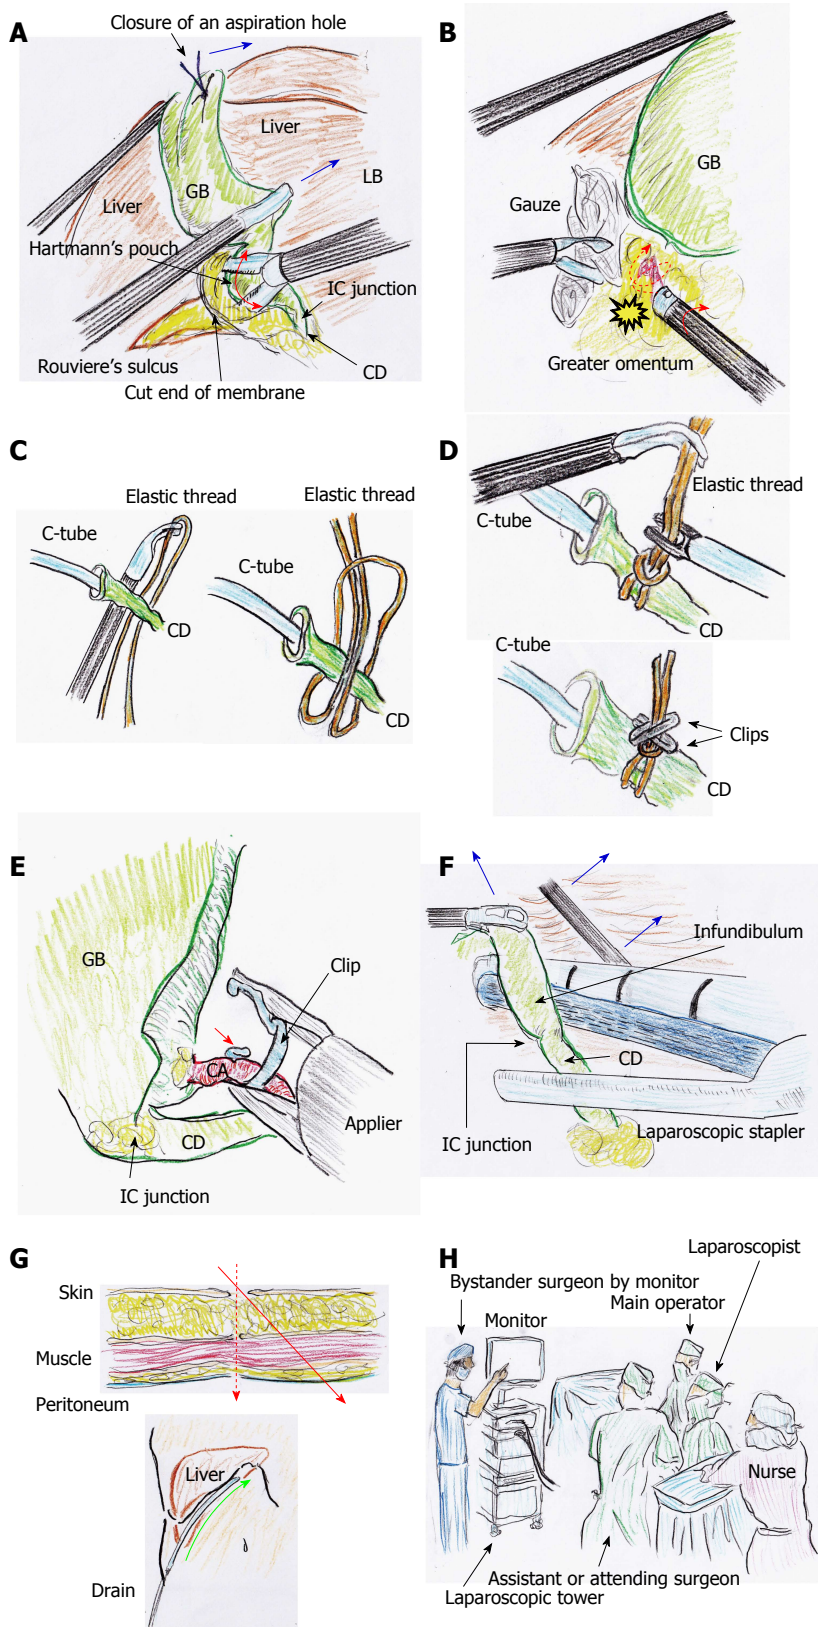 A
Closure of an aspiration hole
Liver
LB
GB
Liver
Hartmann's pouch
IC junction
Rouviere's sulcus
CD
Cut end of membrane
B
GB
Gauze
Greater omentum
C
Elastic thread
Elastic thread
C-tube
C-tube
CD
CD
D
Elastic thread
C-tube
CD
C-tube
Clips
CD
E
GB
Clip
CA
CD
Applier
IC junction
F
Infundibulum
CD
Laparoscopic stapler
IC junction
G
Skin
Muscle
Peritoneum
Liver
Drain
H
Laparoscopist
Bystander surgeon by monitor
Main operator
Monitor
Nurse
Assistant or attending surgeon
Laparoscopic tower